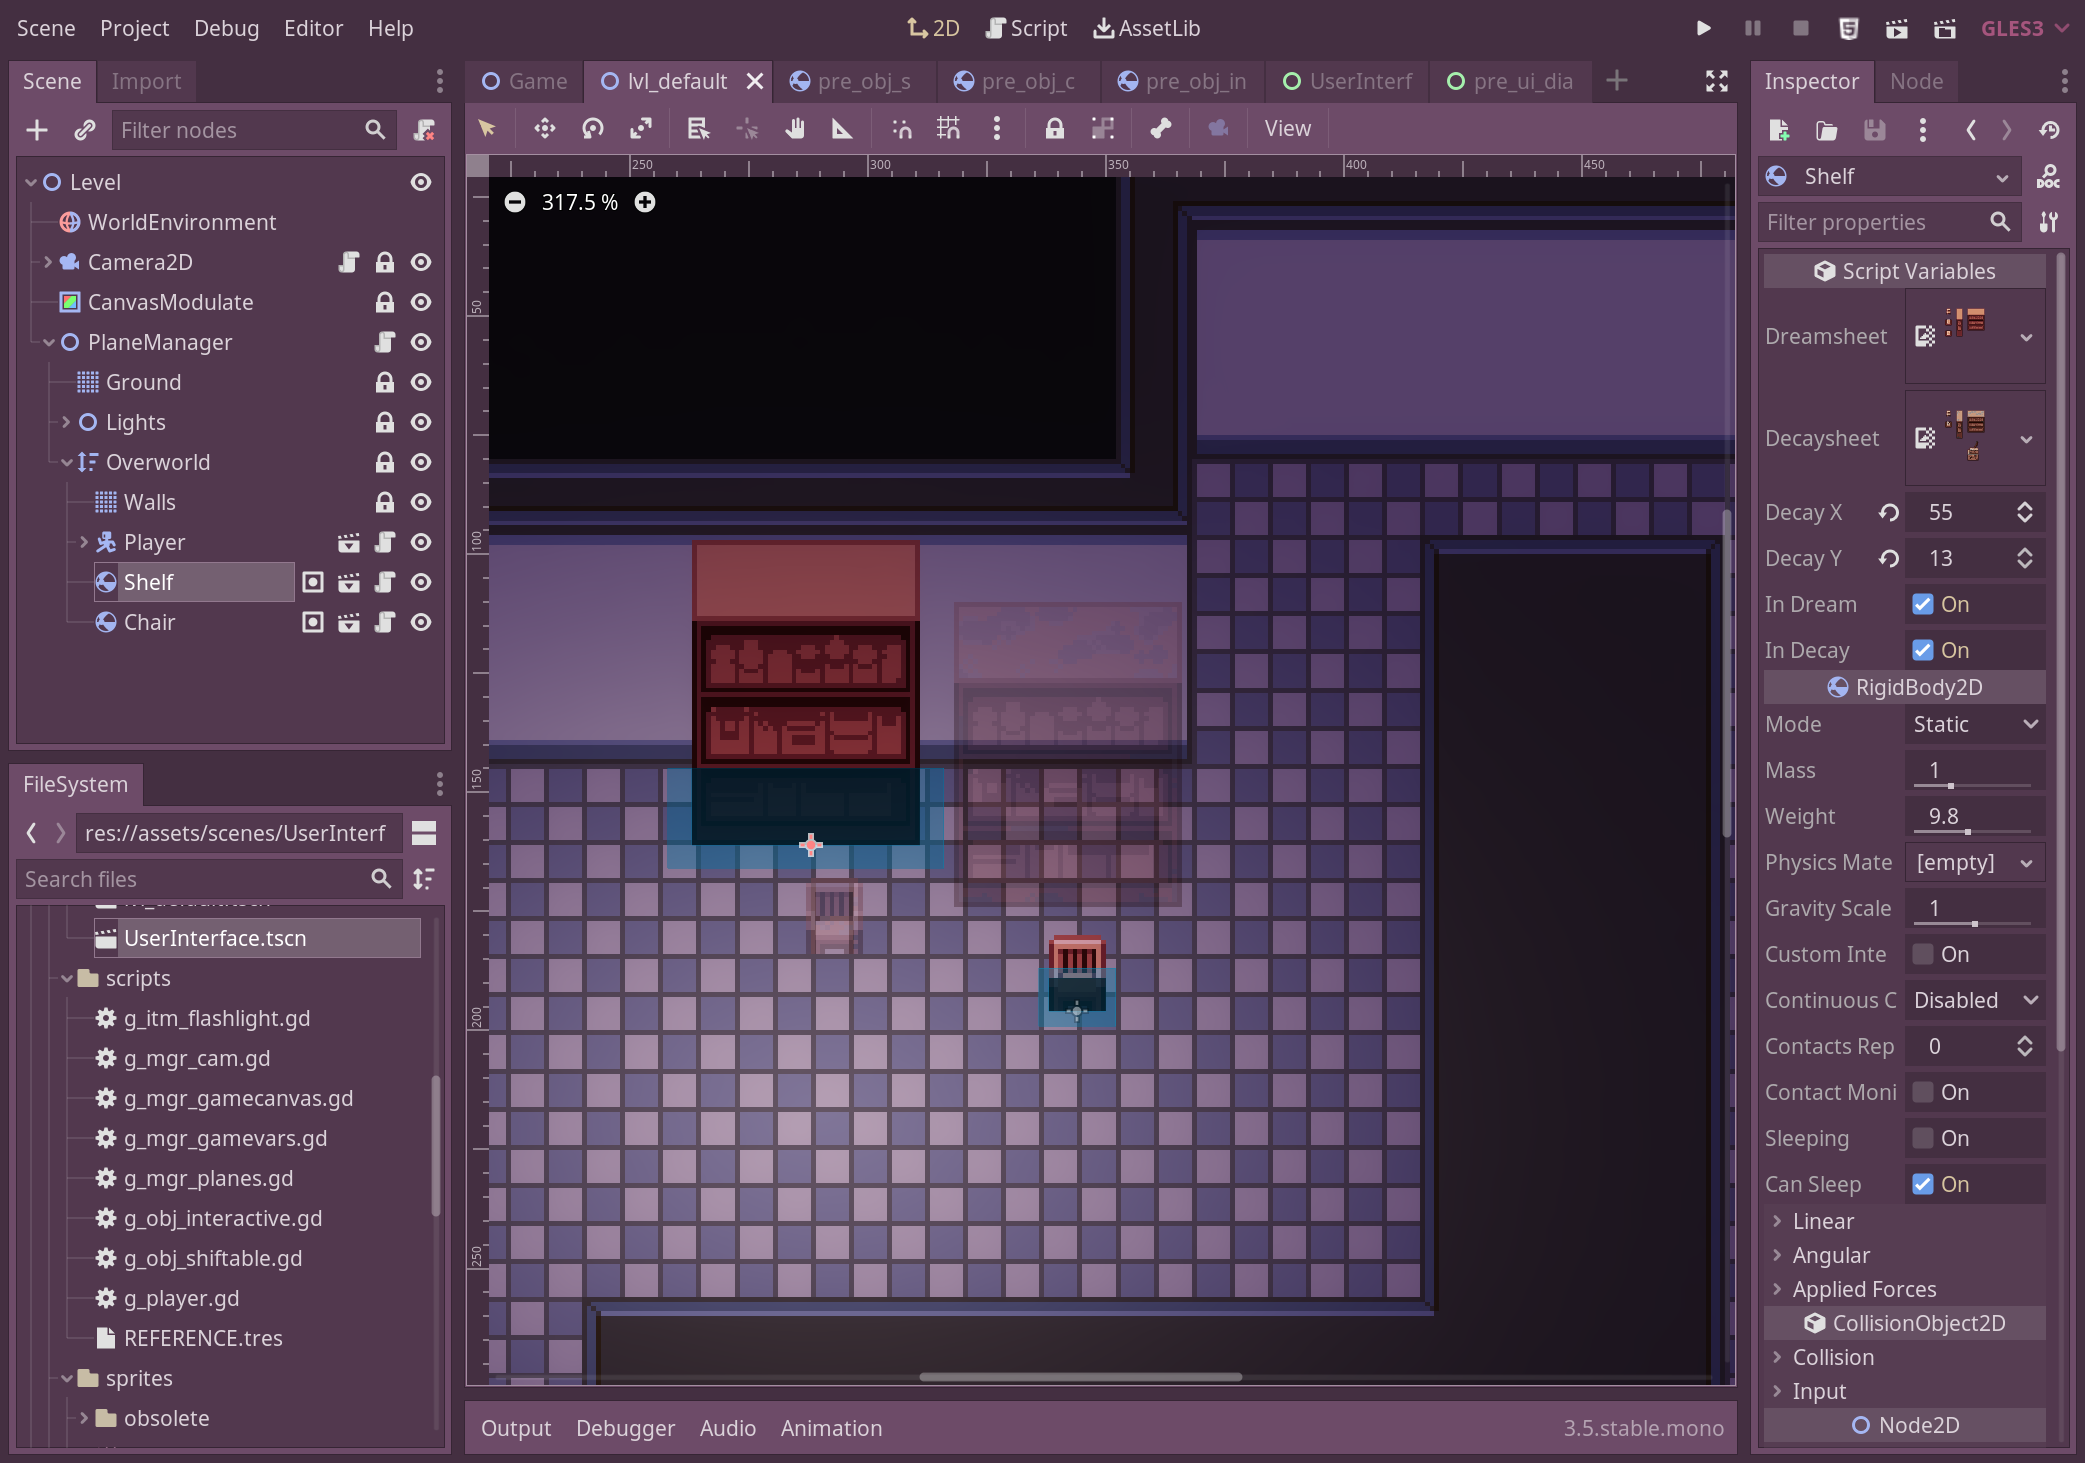 Scene Project Debug Editor Help
2D Script AssetLib
GLES3
Scene Import
Filter nodes
Level
WorldEnvironment
Camera2D
CanvasModulate
PlaneManager
Ground
Lights
Overworld
Walls
Player
Shelf
Chair
FileSystem
res://assets/scenes/UserInterf
Search files
UserInterface.tscn
scripts
g_itm_flashlight.gd
g_mgr_cam.gd
g_mgr_gamecanvas.gd
g_mgr_gamevars.gd
g_mgr_planes.gd
g_obj_interactive.gd
g_obj_shiftable.gd
g_player.gd
REFERENCE.tres
sprites
obsolete
Game lvl_default pre_obj_s pre_obj_c pre_obj_in UserInterf pre_ui_dia
View
250 300 350 400 450
317.5 %
50
100
150
200
250
Output Debugger Audio Animation 3.5.stable.mono
Inspector Node
Shelf
DOC
Filter properties
Script Variables
Dreamsheet
Decaysheet
Decay X 55
Decay Y 13
In Dream On
In Decay On
RigidBody2D
Mode Static
Mass 1
Weight 9.8
Physics Mate [empty]
Gravity Scale 1
Custom Inte On
Continuous C Disabled
Contacts Rep 0
Contact Moni On
Sleeping On
Can Sleep On
Linear
Angular
Applied Forces
CollisionObject2D
Collision
Input
Node2D